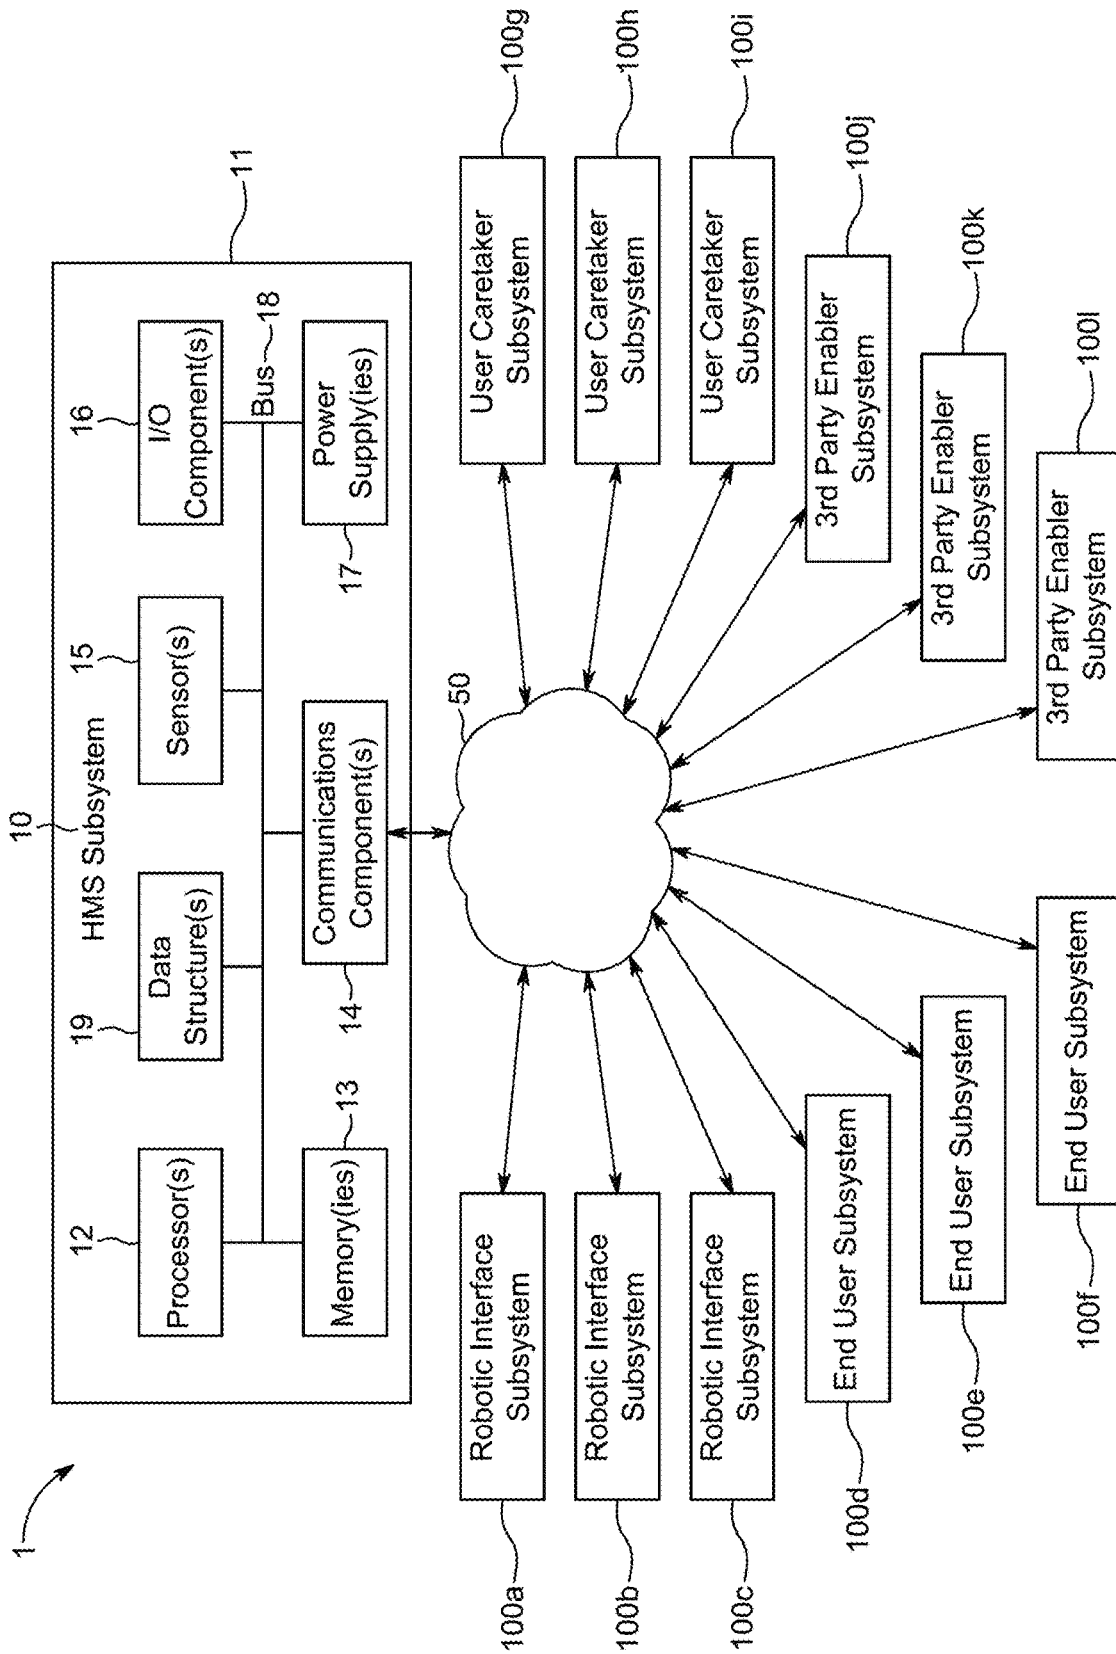 1
10
HMS Subsystem
11
12
Processor(s)
19
Data
Structure(s)
15
Sensor(s)
16
I/O
Component(s)
Bus
18
Memory(ies)
13
Communications
Component(s)
14
Power
Supply(ies)
17
50
Robotic Interface
Subsystem
100a
Robotic Interface
Subsystem
100b
Robotic Interface
Subsystem
100c
End User Subsystem
100d
End User Subsystem
100e
End User Subsystem
100f
User Caretaker
Subsystem
100g
User Caretaker
Subsystem
100h
User Caretaker
Subsystem
100i
3rd Party Enabler
Subsystem
100j
3rd Party Enabler
Subsystem
100k
3rd Party Enabler
Subsystem
100l